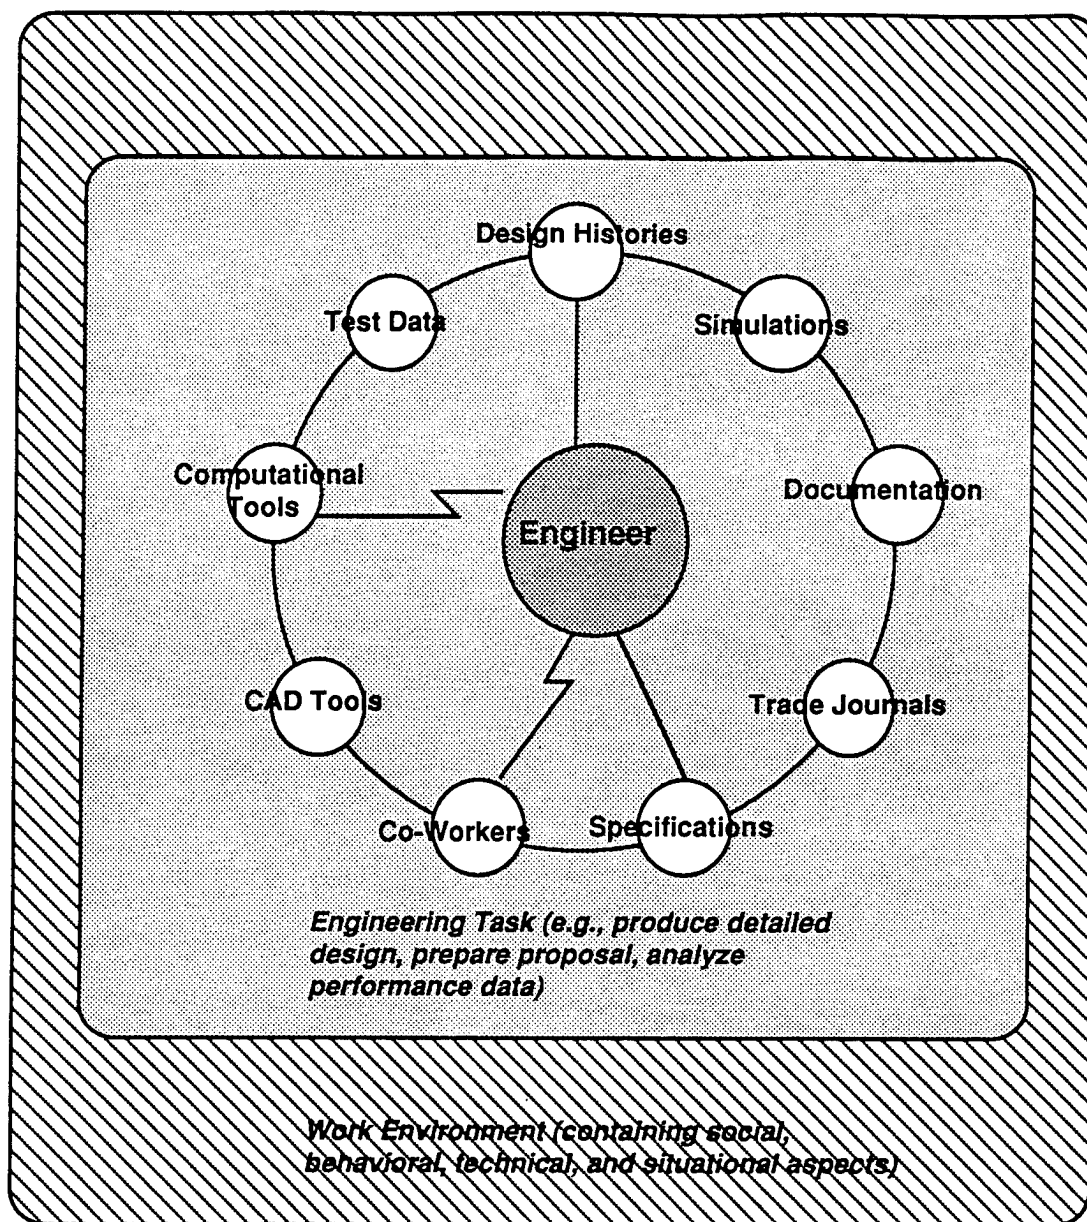 Design Histories
Test Data
Simulations
Computational
Tools
Documentation
Engineer
CAD Tools
Trade Journals
Co-Workers
Specifications
Engineering Task (e.g., produce detailed
design, prepare proposal, analyze
performance data)
Work Environment (containing social,
behavioral, technical, and situational aspects)